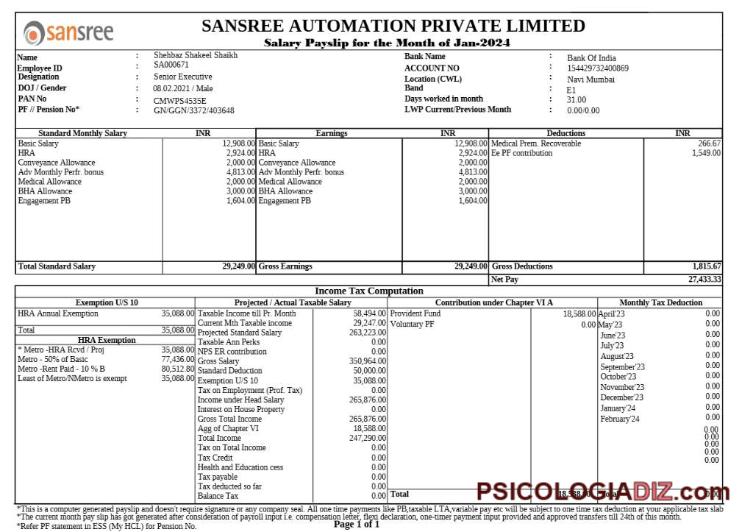 sansree
SANSREE AUTOMATION PRIVATE LIMITED
Salary Payslip for the Month of Jan-2024
Name : Shehbaz Shakeel Shaikh
Employee ID : SA000671
Designation : Senior Executive
DOJ / Gender : 08.02.2021 / Male
PAN No : CMWPS4535E
PF // Pension No* : GN/GGN/3372/403648
Bank Name : Bank Of India
ACCOUNT NO : 154429732400869
Location (CWL) : Navi Mumbai
Band : E1
Days worked in month : 31.00
LWP Current/Previous Month : 0.00/0.00
Standard Monthly Salary INR Earnings INR Deductions INR
Basic Salary 12,908.00 Basic Salary 12,908.00 Medical Prem. Recoverable 266.67
HRA 2,924.00 HRA 2,924.00 Ee PF contribution 1,549.00
Conveyance Allowance 2,000.00 Conveyance Allowance 2,000.00
Adv Monthly Perfr. bonus 4,813.00 Adv Monthly Perfr. bonus 4,813.00
Medical Allowance 2,000.00 Medical Allowance 2,000.00
BHA Allowance 3,000.00 BHA Allowance 3,000.00
Engagement PB 1,604.00 Engagement PB 1,604.00
Total Standard Salary 29,249.00 Gross Earnings 29,249.00 Gross Deductions 1,815.67
Net Pay 27,433.33
Income Tax Computation
Exemption U/S 10
HRA Annual Exemption 35,088.00
Total 35,088.00
HRA Exemption
* Metro -HRA Rcvd / Proj 35,088.00
Metro - 50% of Basic 77,436.00
Metro -Rent Paid - 10 % B 80,512.80
Least of Metro/NMetro is exempt 35,088.00
Projected / Actual Taxable Salary
Taxable Income till Pr. Month 58,494.00
Current Mth Taxable income 29,247.00
Projected Standard Salary 263,223.00
Taxable Ann Perks 0.00
NPS ER contribution 0.00
Gross Salary 350,964.00
Standard Deduction 50,000.00
Exemption U/S 10 35,088.00
Tax on Employment (Prof. Tax) 0.00
Income under Head Salary 265,876.00
Interest on House Property 0.00
Gross Total Income 265,876.00
Agg of Chapter VI 18,588.00
Total Income 247,290.00
Tax on Total Income 0.00
Tax Credit 0.00
Health and Education cess 0.00
Tax payable 0.00
Tax deducted so far 0.00
Balance Tax 0.00
Contribution under Chapter VI A
Provident Fund 18,588.00
Voluntary PF 0.00
Total 18,588.00
Monthly Tax Deduction
April'23 0.00
May'23 0.00
June'23 0.00
July'23 0.00
August'23 0.00
September'23 0.00
October'23 0.00
November'23 0.00
December'23 0.00
January'24 0.00
February'24 0.00
0.00
0.00
0.00
0.00
0.00
Total
PSICOLOGIADIZ.com
*This is a computer generated payslip and doesn't require signature or any company seal. All one time payments like PB,taxable LTA,variable pay etc will be subject to one time tax deduction at your applicable tax slab
*The current month pay slip has got generated after consideration of payroll input i.e. compensation letter, flexi declaration, one-timer payment input provided and approved transfers till 24th of this month.
*Refer PF statement in ESS (My HCL) for Pension No.
Page 1 of 1